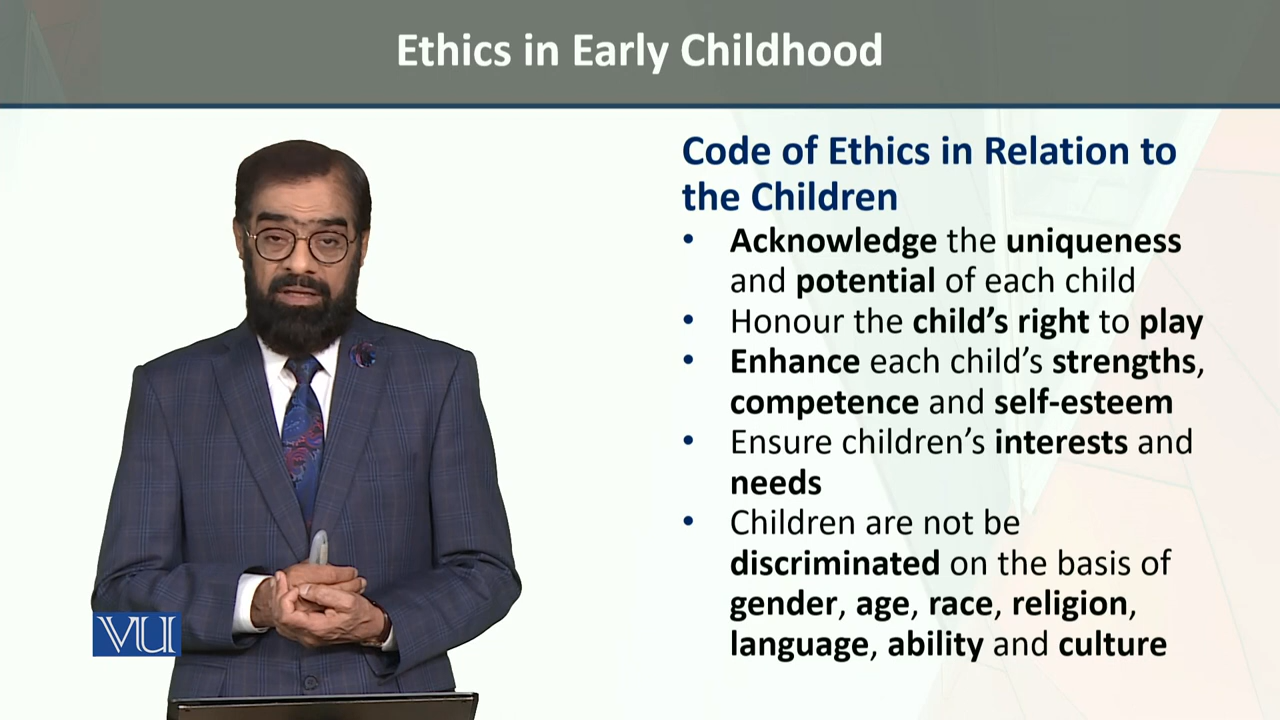 Ethics in Early Childhood
Code of Ethics in Relation to
the Children
• Acknowledge the uniqueness
and potential of each child
• Honour the child's right to play
• Enhance each child's strengths,
competence and self-esteem
• Ensure children's interests and
needs
• Children are not be
discriminated on the basis of
gender, age, race, religion,
language, ability and culture
VU